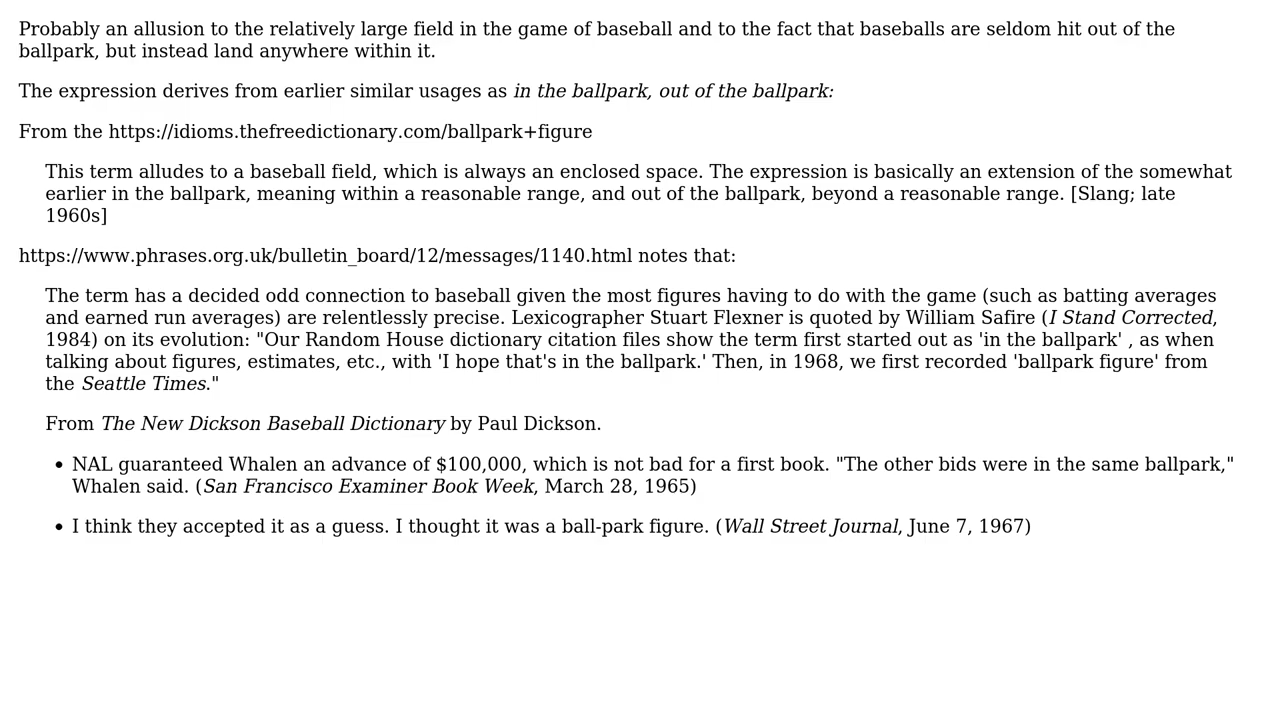 Probably an allusion to the relatively large field in the game of baseball and to the fact that baseballs are seldom hit out of the
ballpark, but instead land anywhere within it.
The expression derives from earlier similar usages as in the ballpark, out of the ballpark:
From the https://idioms.thefreedictionary.com/ballpark+figure
This term alludes to a baseball field, which is always an enclosed space. The expression is basically an extension of the somewhat
earlier in the ballpark, meaning within a reasonable range, and out of the ballpark, beyond a reasonable range. [Slang; late
1960s]
https://www.phrases.org.uk/bulletin_board/12/messages/1140.html notes that:
The term has a decided odd connection to baseball given the most figures having to do with the game (such as batting averages
and earned run averages) are relentlessly precise. Lexicographer Stuart Flexner is quoted by William Safire (I Stand Corrected,
1984) on its evolution: "Our Random House dictionary citation files show the term first started out as 'in the ballpark' , as when
talking about figures, estimates, etc., with 'I hope that's in the ballpark.' Then, in 1968, we first recorded 'ballpark figure' from
the Seattle Times."
From The New Dickson Baseball Dictionary by Paul Dickson.
• NAL guaranteed Whalen an advance of $100,000, which is not bad for a first book. "The other bids were in the same ballpark,"
Whalen said. (San Francisco Examiner Book Week, March 28, 1965)
• I think they accepted it as a guess. I thought it was a ball-park figure. (Wall Street Journal, June 7, 1967)